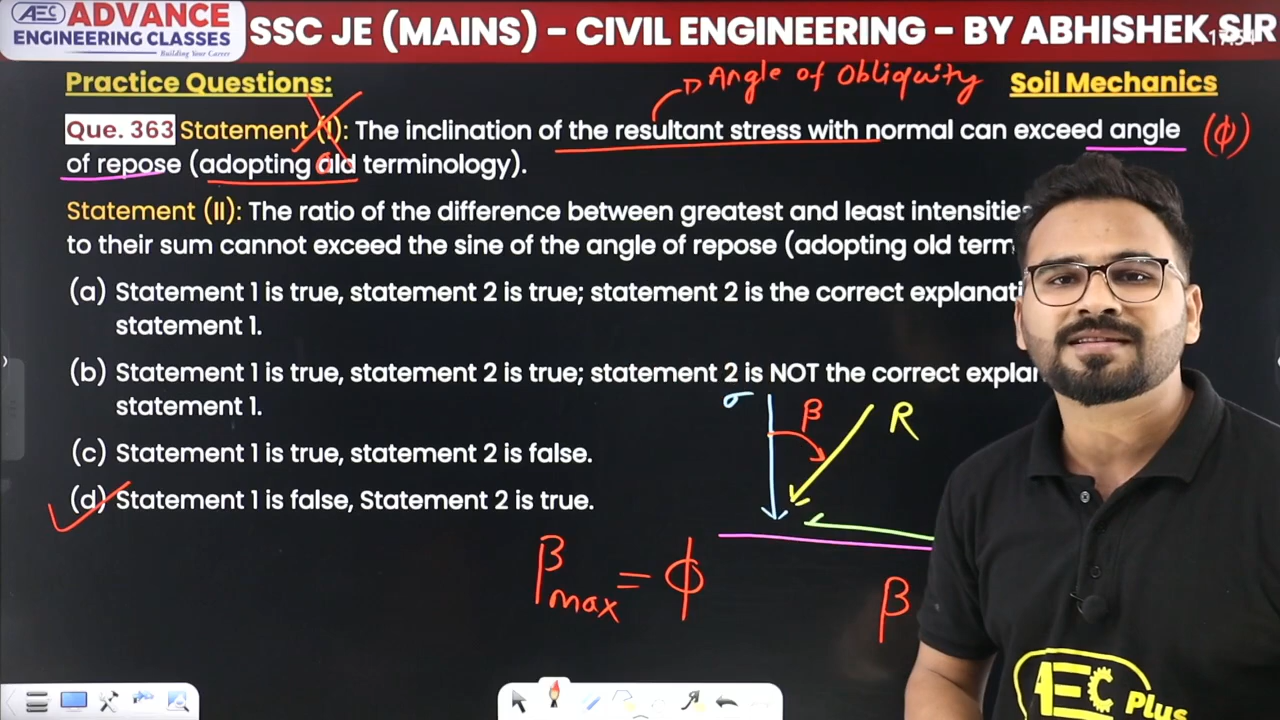 AEC ADVANCE
ENGINEERING CLASSES
Building Your Career
SSC JE (MAINS) - CIVIL ENGINEERING - BY ABHISHEK SIR
Practice Questions:
Angle of Obliquity
Soil Mechanics
Que. 363 Statement (I): The inclination of the resultant stress with normal can exceed angle (ϕ)
of repose (adopting old terminology).
Statement (II): The ratio of the difference between greatest and least
to their sum cannot exceed the sine of the angle of repose (adopting old
(a) Statement 1 is true, statement 2 is true; statement 2 is the correct
statement 1.
(b) Statement 1 is true, statement 2 is true; statement 2 is NOT the correct
statement 1.
σ β R
(c) Statement 1 is true, statement 2 is false.
(d) Statement 1 is false, Statement 2 is true.
β max = ϕ
β
AEC Plus